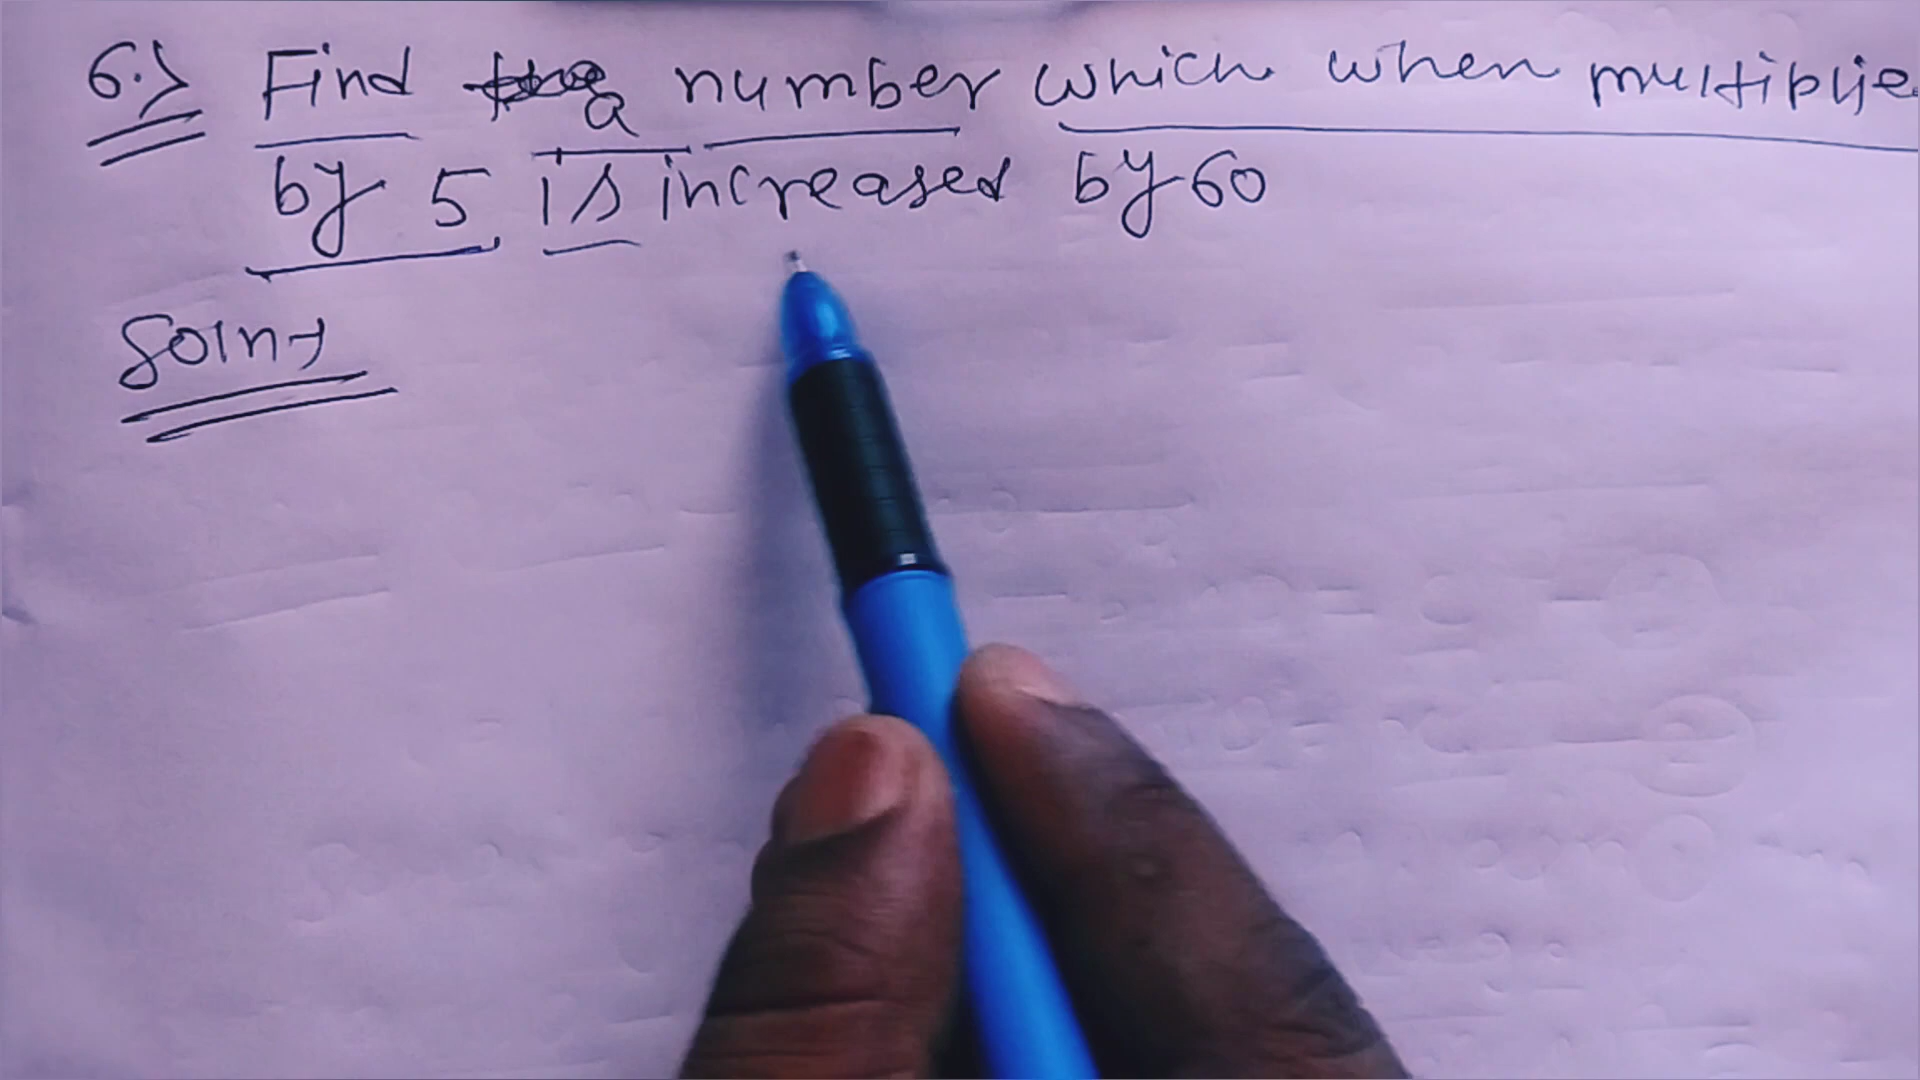 6.> Find a number which when multiplie
by 5 is increased by 60
Soln→